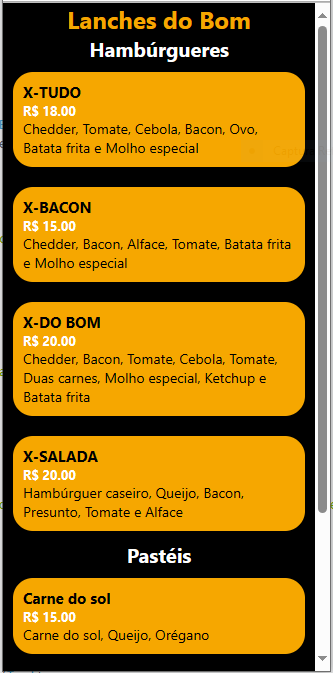 Lanches do Bom
Hambúrgueres
X-TUDO
R$ 18.00
Chedder, Tomate, Cebola, Bacon, Ovo,
Batata frita e Molho especial
X-BACON
R$ 15.00
Chedder, Bacon, Alface, Tomate, Batata frita
e Molho especial
X-DO BOM
R$ 20.00
Chedder, Bacon, Tomate, Cebola, Tomate,
Duas carnes, Molho especial, Ketchup e
Batata frita
X-SALADA
R$ 20.00
Hambúrguer caseiro, Queijo, Bacon,
Presunto, Tomate e Alface
Pastéis
Carne do sol
R$ 15.00
Carne do sol, Queijo, Orégano